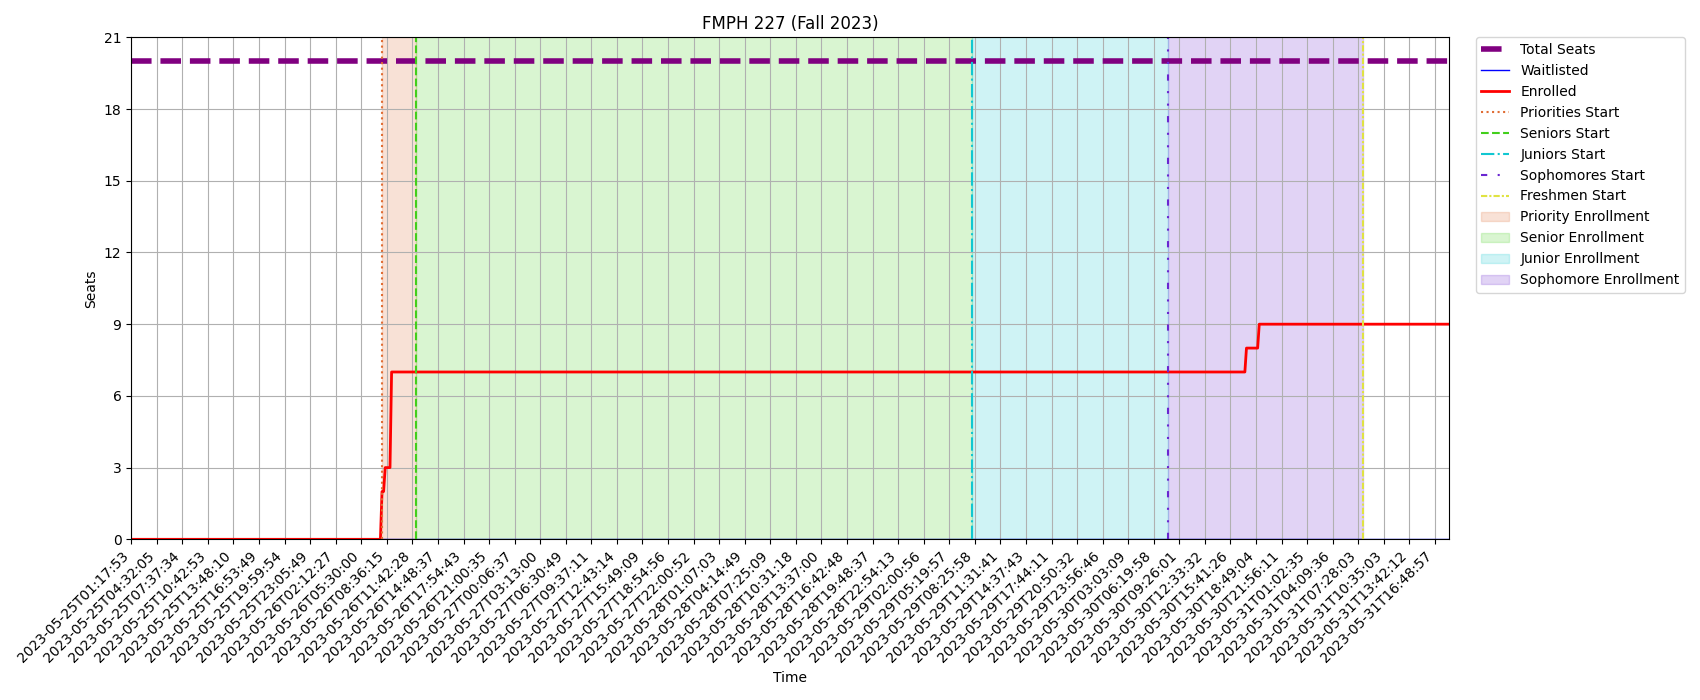 FMPH 227 (Fall 2023)
21
18
15
12
9
6
3
0
Seats
2023-05-25T01:17:53
2023-05-25T04:32:05
2023-05-25T07:37:34
2023-05-25T10:42:53
2023-05-25T13:48:10
2023-05-25T16:53:49
2023-05-25T19:59:54
2023-05-25T23:05:49
2023-05-26T02:12:27
2023-05-26T05:30:00
2023-05-26T08:36:15
2023-05-26T11:42:28
2023-05-26T14:48:37
2023-05-26T17:54:43
2023-05-26T21:00:35
2023-05-27T00:06:37
2023-05-27T03:13:00
2023-05-27T06:30:49
2023-05-27T09:37:11
2023-05-27T12:43:14
2023-05-27T15:49:09
2023-05-27T18:54:56
2023-05-27T22:00:52
2023-05-28T01:07:03
2023-05-28T04:14:49
2023-05-28T07:25:09
2023-05-28T10:31:18
2023-05-28T13:37:00
2023-05-28T16:42:48
2023-05-28T19:48:37
2023-05-28T22:54:13
2023-05-29T02:00:56
2023-05-29T05:19:57
2023-05-29T08:25:58
2023-05-29T11:31:41
2023-05-29T14:37:43
2023-05-29T17:44:11
2023-05-29T20:50:32
2023-05-29T23:56:46
2023-05-30T03:03:09
2023-05-30T06:19:58
2023-05-30T09:26:01
2023-05-30T12:33:32
2023-05-30T15:41:26
2023-05-30T18:49:04
2023-05-30T21:56:11
2023-05-31T01:02:35
2023-05-31T04:09:36
2023-05-31T07:28:03
2023-05-31T10:35:03
2023-05-31T13:42:12
2023-05-31T16:48:57
Time
Total Seats
Waitlisted
Enrolled
Priorities Start
Seniors Start
Juniors Start
Sophomores Start
Freshmen Start
Priority Enrollment
Senior Enrollment
Junior Enrollment
Sophomore Enrollment